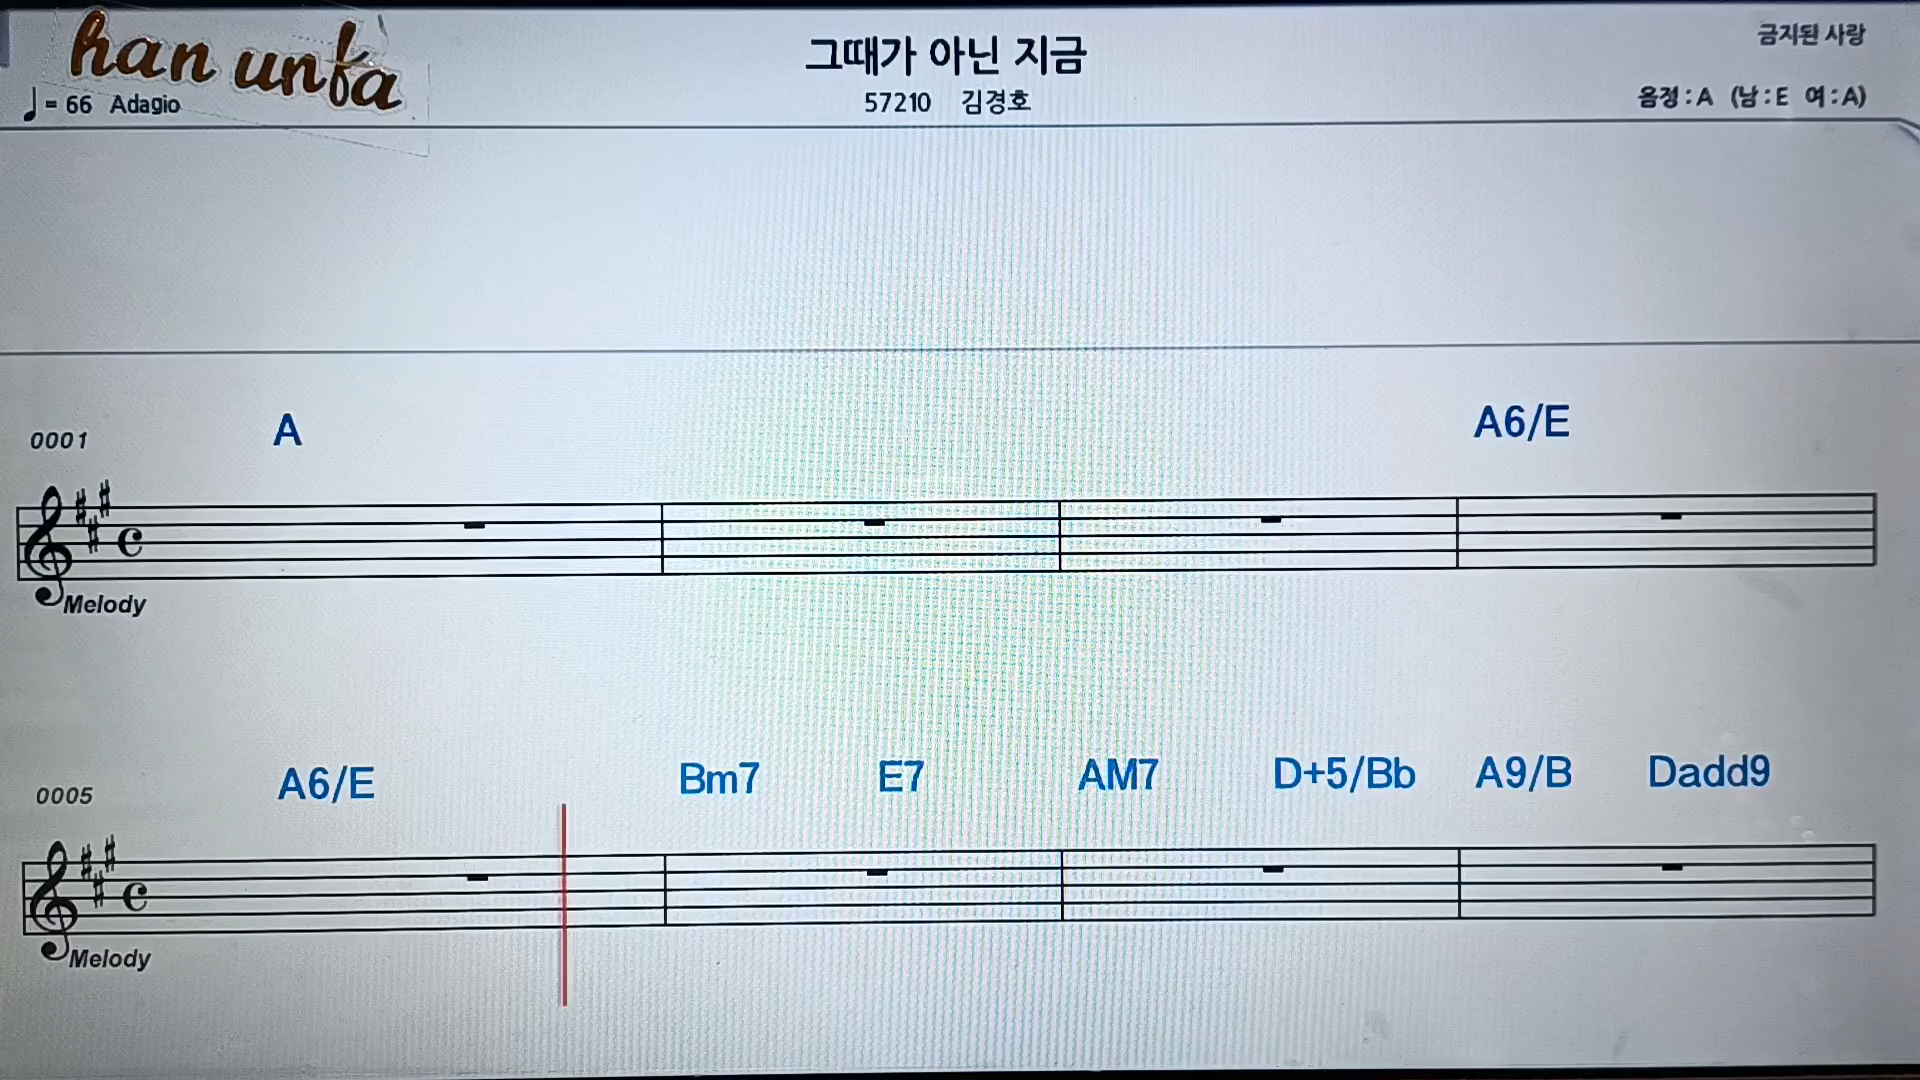 han unfa
그때가 아닌 지금
금지된 사랑
♩ = 66 Adagio
57210 김경호
음정 : A (남 : E 여 : A)
0001 A A6/E
Melody
0005 A6/E Bm7 E7 AM7 D+5/Bb A9/B Dadd9
Melody